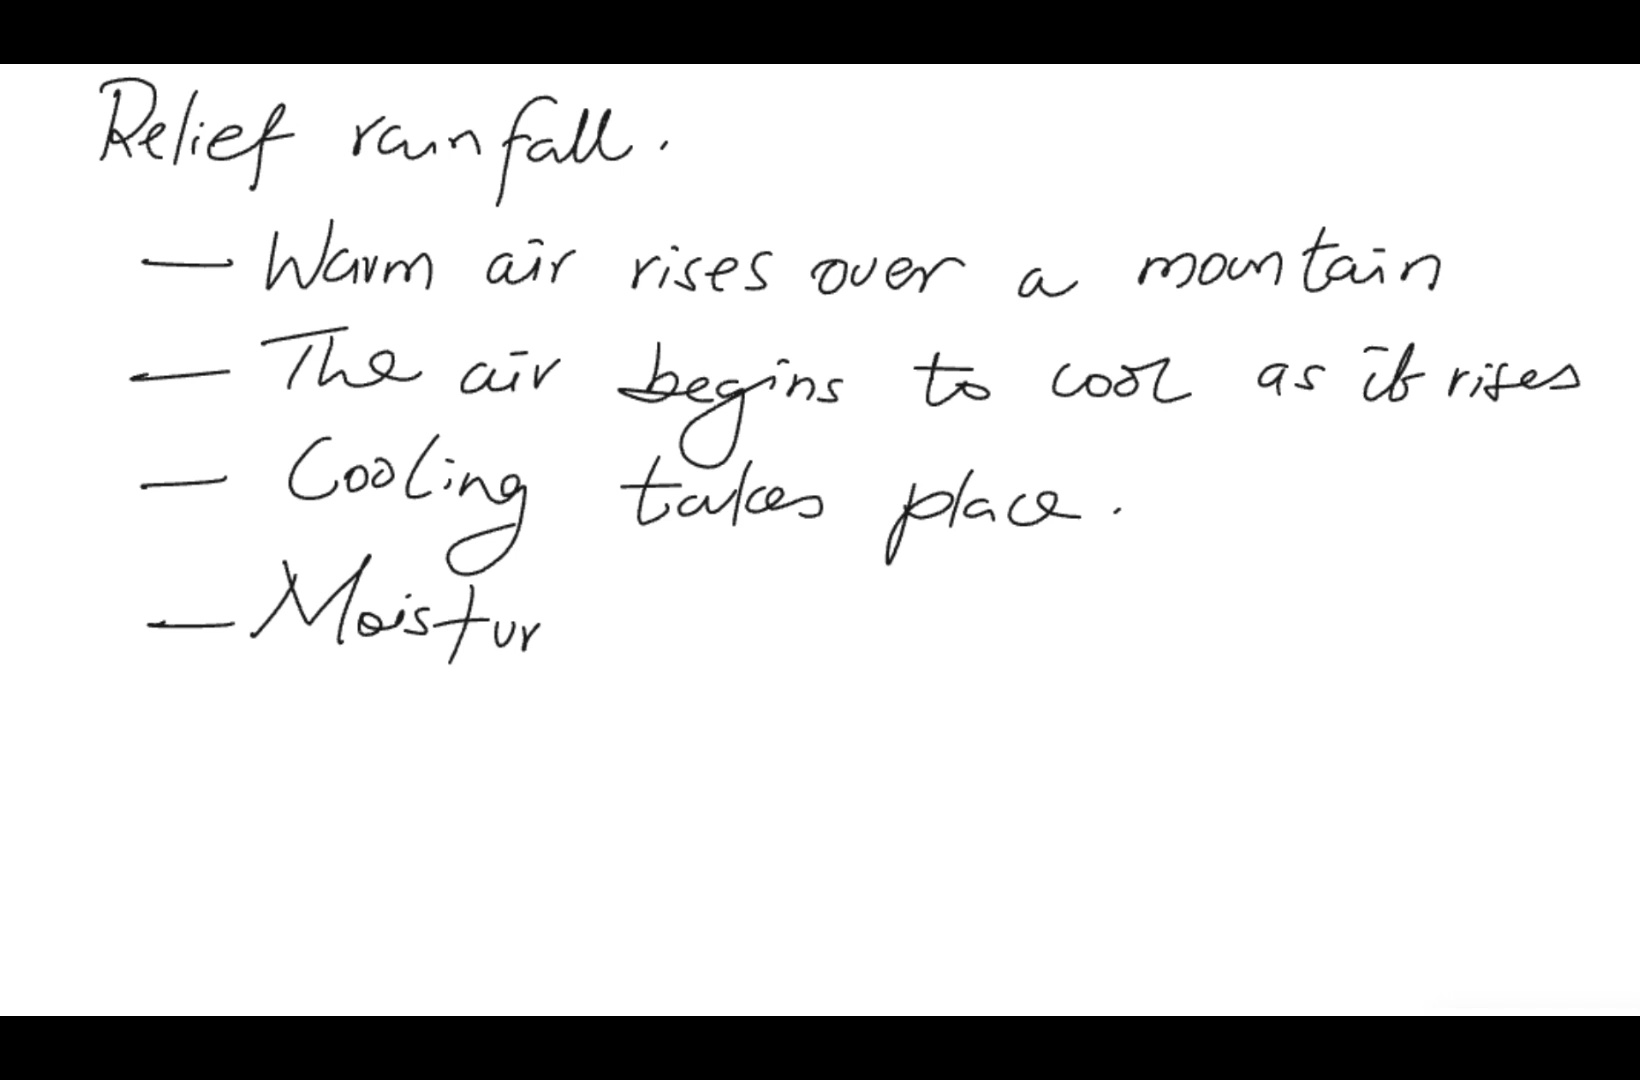 Relief rainfall.
— Warm air rises over a mountain
— The air begins to cool as it rises
— Cooling takes place.
— Moistur